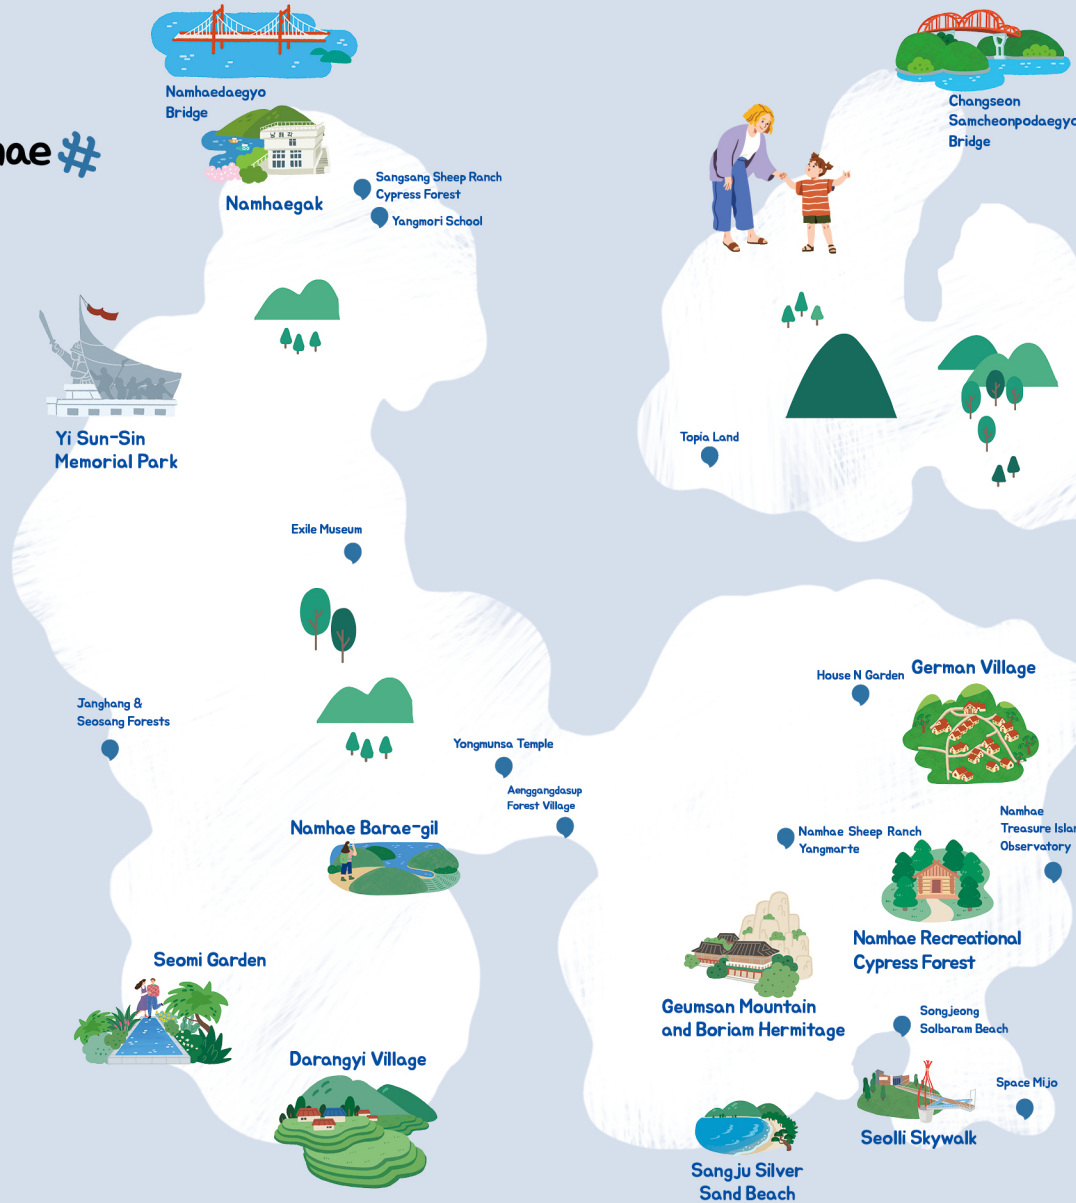 Namhaedaegyo
Bridge
Changseon
Samcheonpodaegyo
Bridge
#
남해각
Namhaegak
Sangsang Sheep Ranch
Cypress Forest
Yangmori School
Yi Sun-Sin
Memorial Park
Topia Land
Exile Museum
House N Garden
German Village
Janghang &
Seosang Forests
Yongmunsa Temple
Aenggangdasup
Forest Village
Namhae Barae-gil
Namhae Sheep Ranch
Yangmarte
Namhae
Treasure Islan
Observatory
Namhae Recreational
Cypress Forest
Seomi Garden
Geumsan Mountain
and Boriam Hermitage
Songjeong
Solbaram Beach
Darangyi Village
Space Mijo
Seolli Skywalk
Sangju Silver
Sand Beach